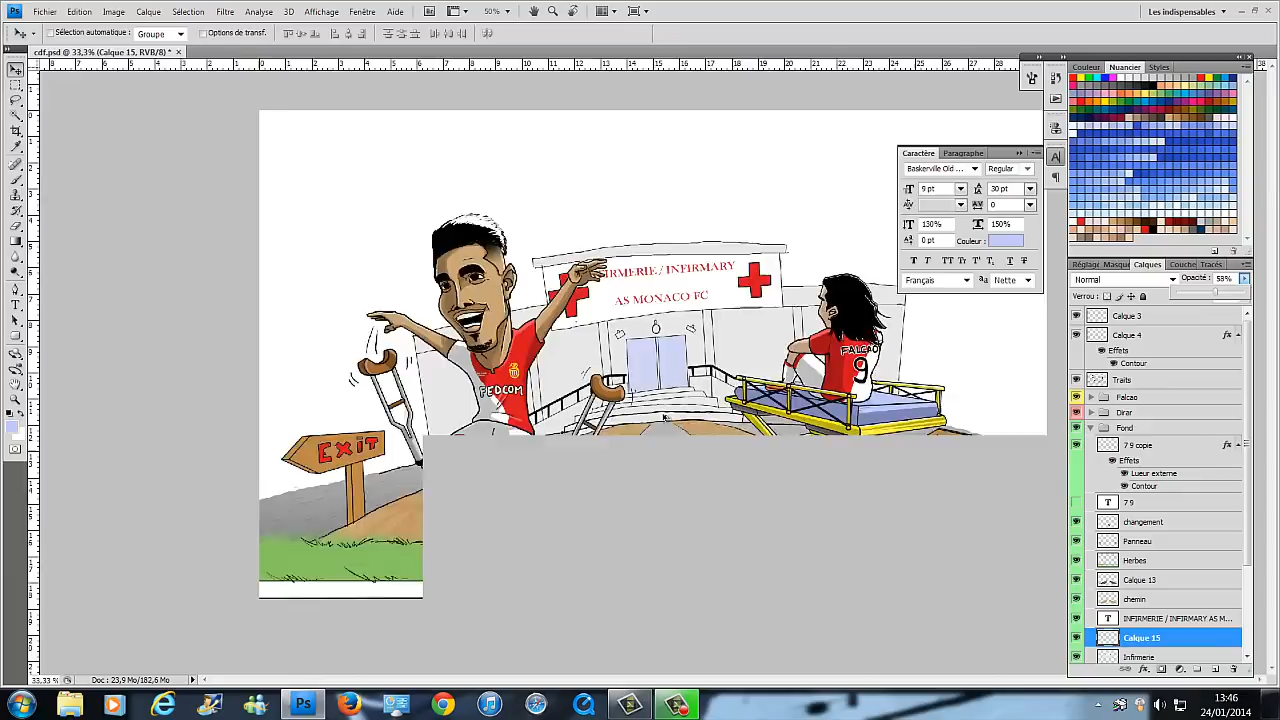 Fichier Edition Image Calque Sélection Filtre Analyse 3D Affichage Fenêtre Aide 50% Les indispensables
Sélection automatique : Groupe Options de transf.
cdf.psd @ 33,3% (Calque 15, RVB/8) *
Couleur Nuancier Styles
Caractère Paragraphe
Baskerville Old ... Regular
9 pt 30 pt
0
130% 150%
0 pt Couleur :
Français Nette
Réglag Masqu Calques Couche Tracés
Normal Opacité : 53%
Verrou :
Calque 3
Calque 4
Effets
Contour
Traits
Falcao
Dirar
Fond
7 9 copie
Effets
Lueur externe
Contour
7 9
changement
Panneau
Herbes
Calque 13
chemin
INFIRMERIE / INFIRMARY AS M...
Calque 15
Infirmerie
IRMERIE / INFIRMARY
AS MONACO FC
FALCAO
9
PEDCOM
EXIT
33,33 % Doc : 23,9 Mo/182,6 Mo
13:46
24/01/2014